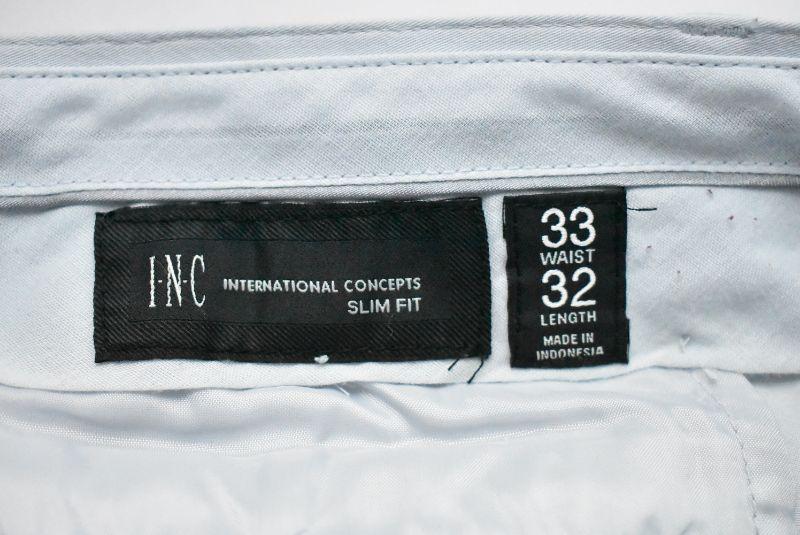 I·N·C INTERNATIONAL CONCEPTS
SLIM FIT
33
WAIST
32
LENGTH
MADE IN
INDONESIA